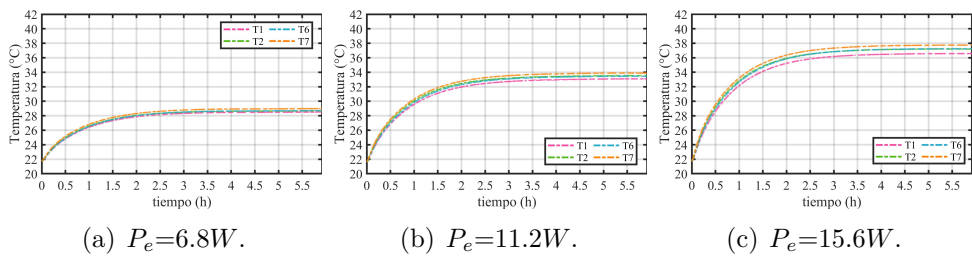 42
40
38
36
34
32
30
28
26
24
22
20
Temperatura (°C)
0 0.5 1 1.5 2 2.5 3 3.5 4 4.5 5 5.5
tiempo (h)
T1 T6
T2 T7
(a) Pₑ=6.8W.
42
40
38
36
34
32
30
28
26
24
22
20
Temperatura (°C)
0 0.5 1 1.5 2 2.5 3 3.5 4 4.5 5 5.5
tiempo (h)
T1 T6
T2 T7
(b) Pₑ=11.2W.
42
40
38
36
34
32
30
28
26
24
22
20
Temperatura (°C)
0 0.5 1 1.5 2 2.5 3 3.5 4 4.5 5 5.5
tiempo (h)
T1 T6
T2 T7
(c) Pₑ=15.6W.